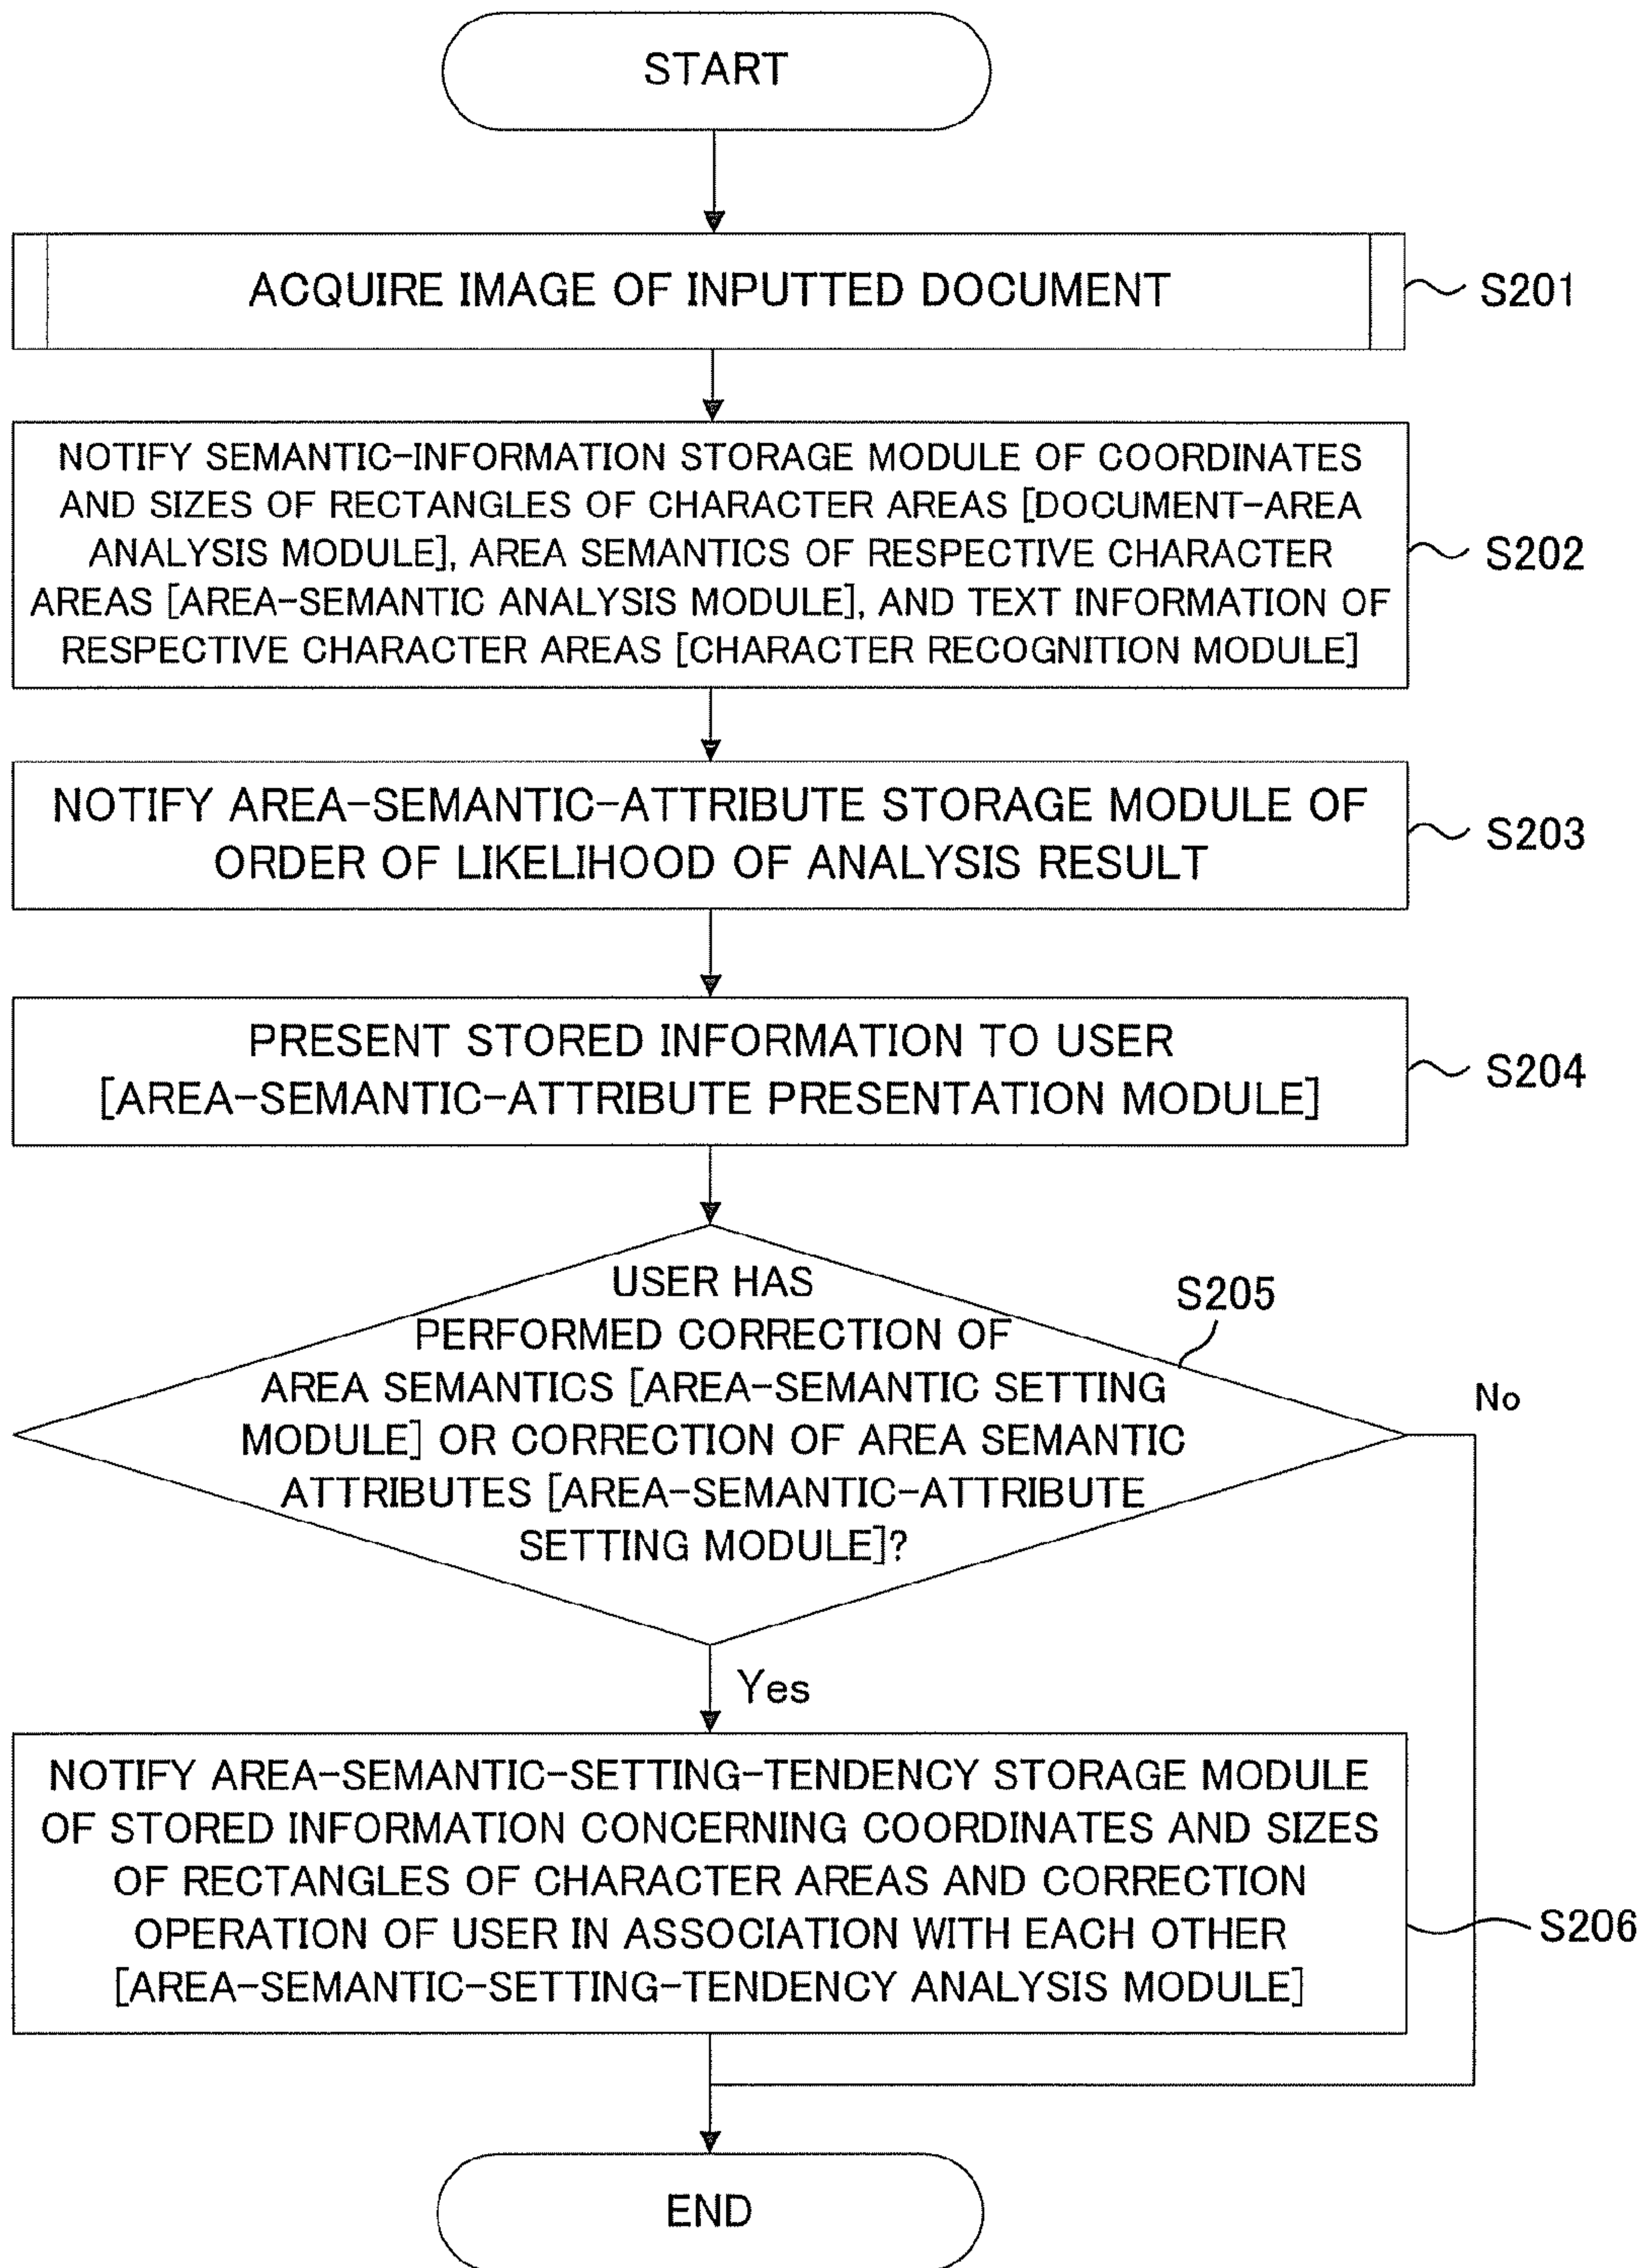 START
ACQUIRE IMAGE OF INPUTTED DOCUMENT
S201
NOTIFY SEMANTIC-INFORMATION STORAGE MODULE OF COORDINATES
AND SIZES OF RECTANGLES OF CHARACTER AREAS [DOCUMENT-AREA
ANALYSIS MODULE], AREA SEMANTICS OF RESPECTIVE CHARACTER
AREAS [AREA-SEMANTIC ANALYSIS MODULE], AND TEXT INFORMATION OF
RESPECTIVE CHARACTER AREAS [CHARACTER RECOGNITION MODULE]
S202
NOTIFY AREA-SEMANTIC-ATTRIBUTE STORAGE MODULE OF
ORDER OF LIKELIHOOD OF ANALYSIS RESULT
S203
PRESENT STORED INFORMATION TO USER
[AREA-SEMANTIC-ATTRIBUTE PRESENTATION MODULE]
S204
USER HAS
PERFORMED CORRECTION OF
AREA SEMANTICS [AREA-SEMANTIC SETTING
MODULE] OR CORRECTION OF AREA SEMANTIC
ATTRIBUTES [AREA-SEMANTIC-ATTRIBUTE
SETTING MODULE]?
S205
No
Yes
NOTIFY AREA-SEMANTIC-SETTING-TENDENCY STORAGE MODULE
OF STORED INFORMATION CONCERNING COORDINATES AND SIZES
OF RECTANGLES OF CHARACTER AREAS AND CORRECTION
OPERATION OF USER IN ASSOCIATION WITH EACH OTHER
[AREA-SEMANTIC-SETTING-TENDENCY ANALYSIS MODULE]
S206
END